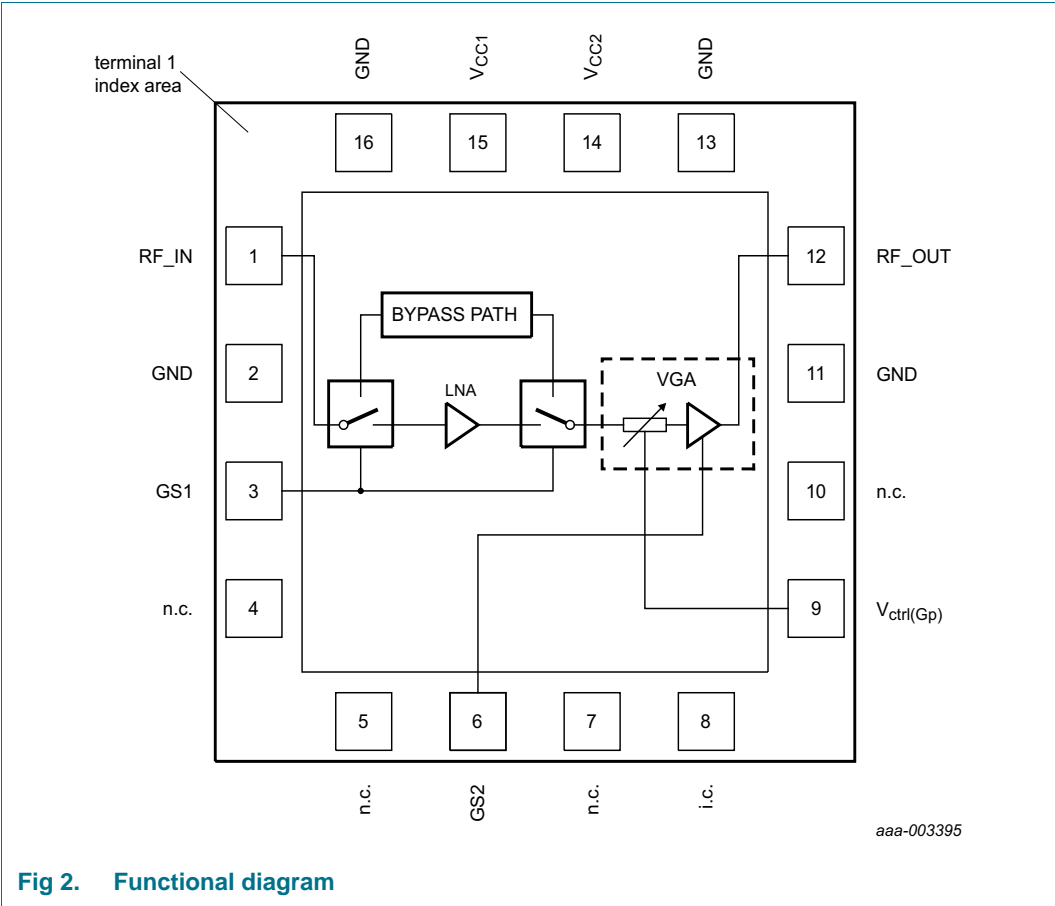 terminal 1
index area
GND
VCC1
VCC2
GND
16
15
14
13
RF_IN
1
12
RF_OUT
BYPASS PATH
GND
2
LNA
VGA
11
GND
GS1
3
10
n.c.
n.c.
4
9
Vctrl(Gp)
5
6
7
8
n.c.
GS2
n.c.
i.c.
aaa-003395
Fig 2. Functional diagram